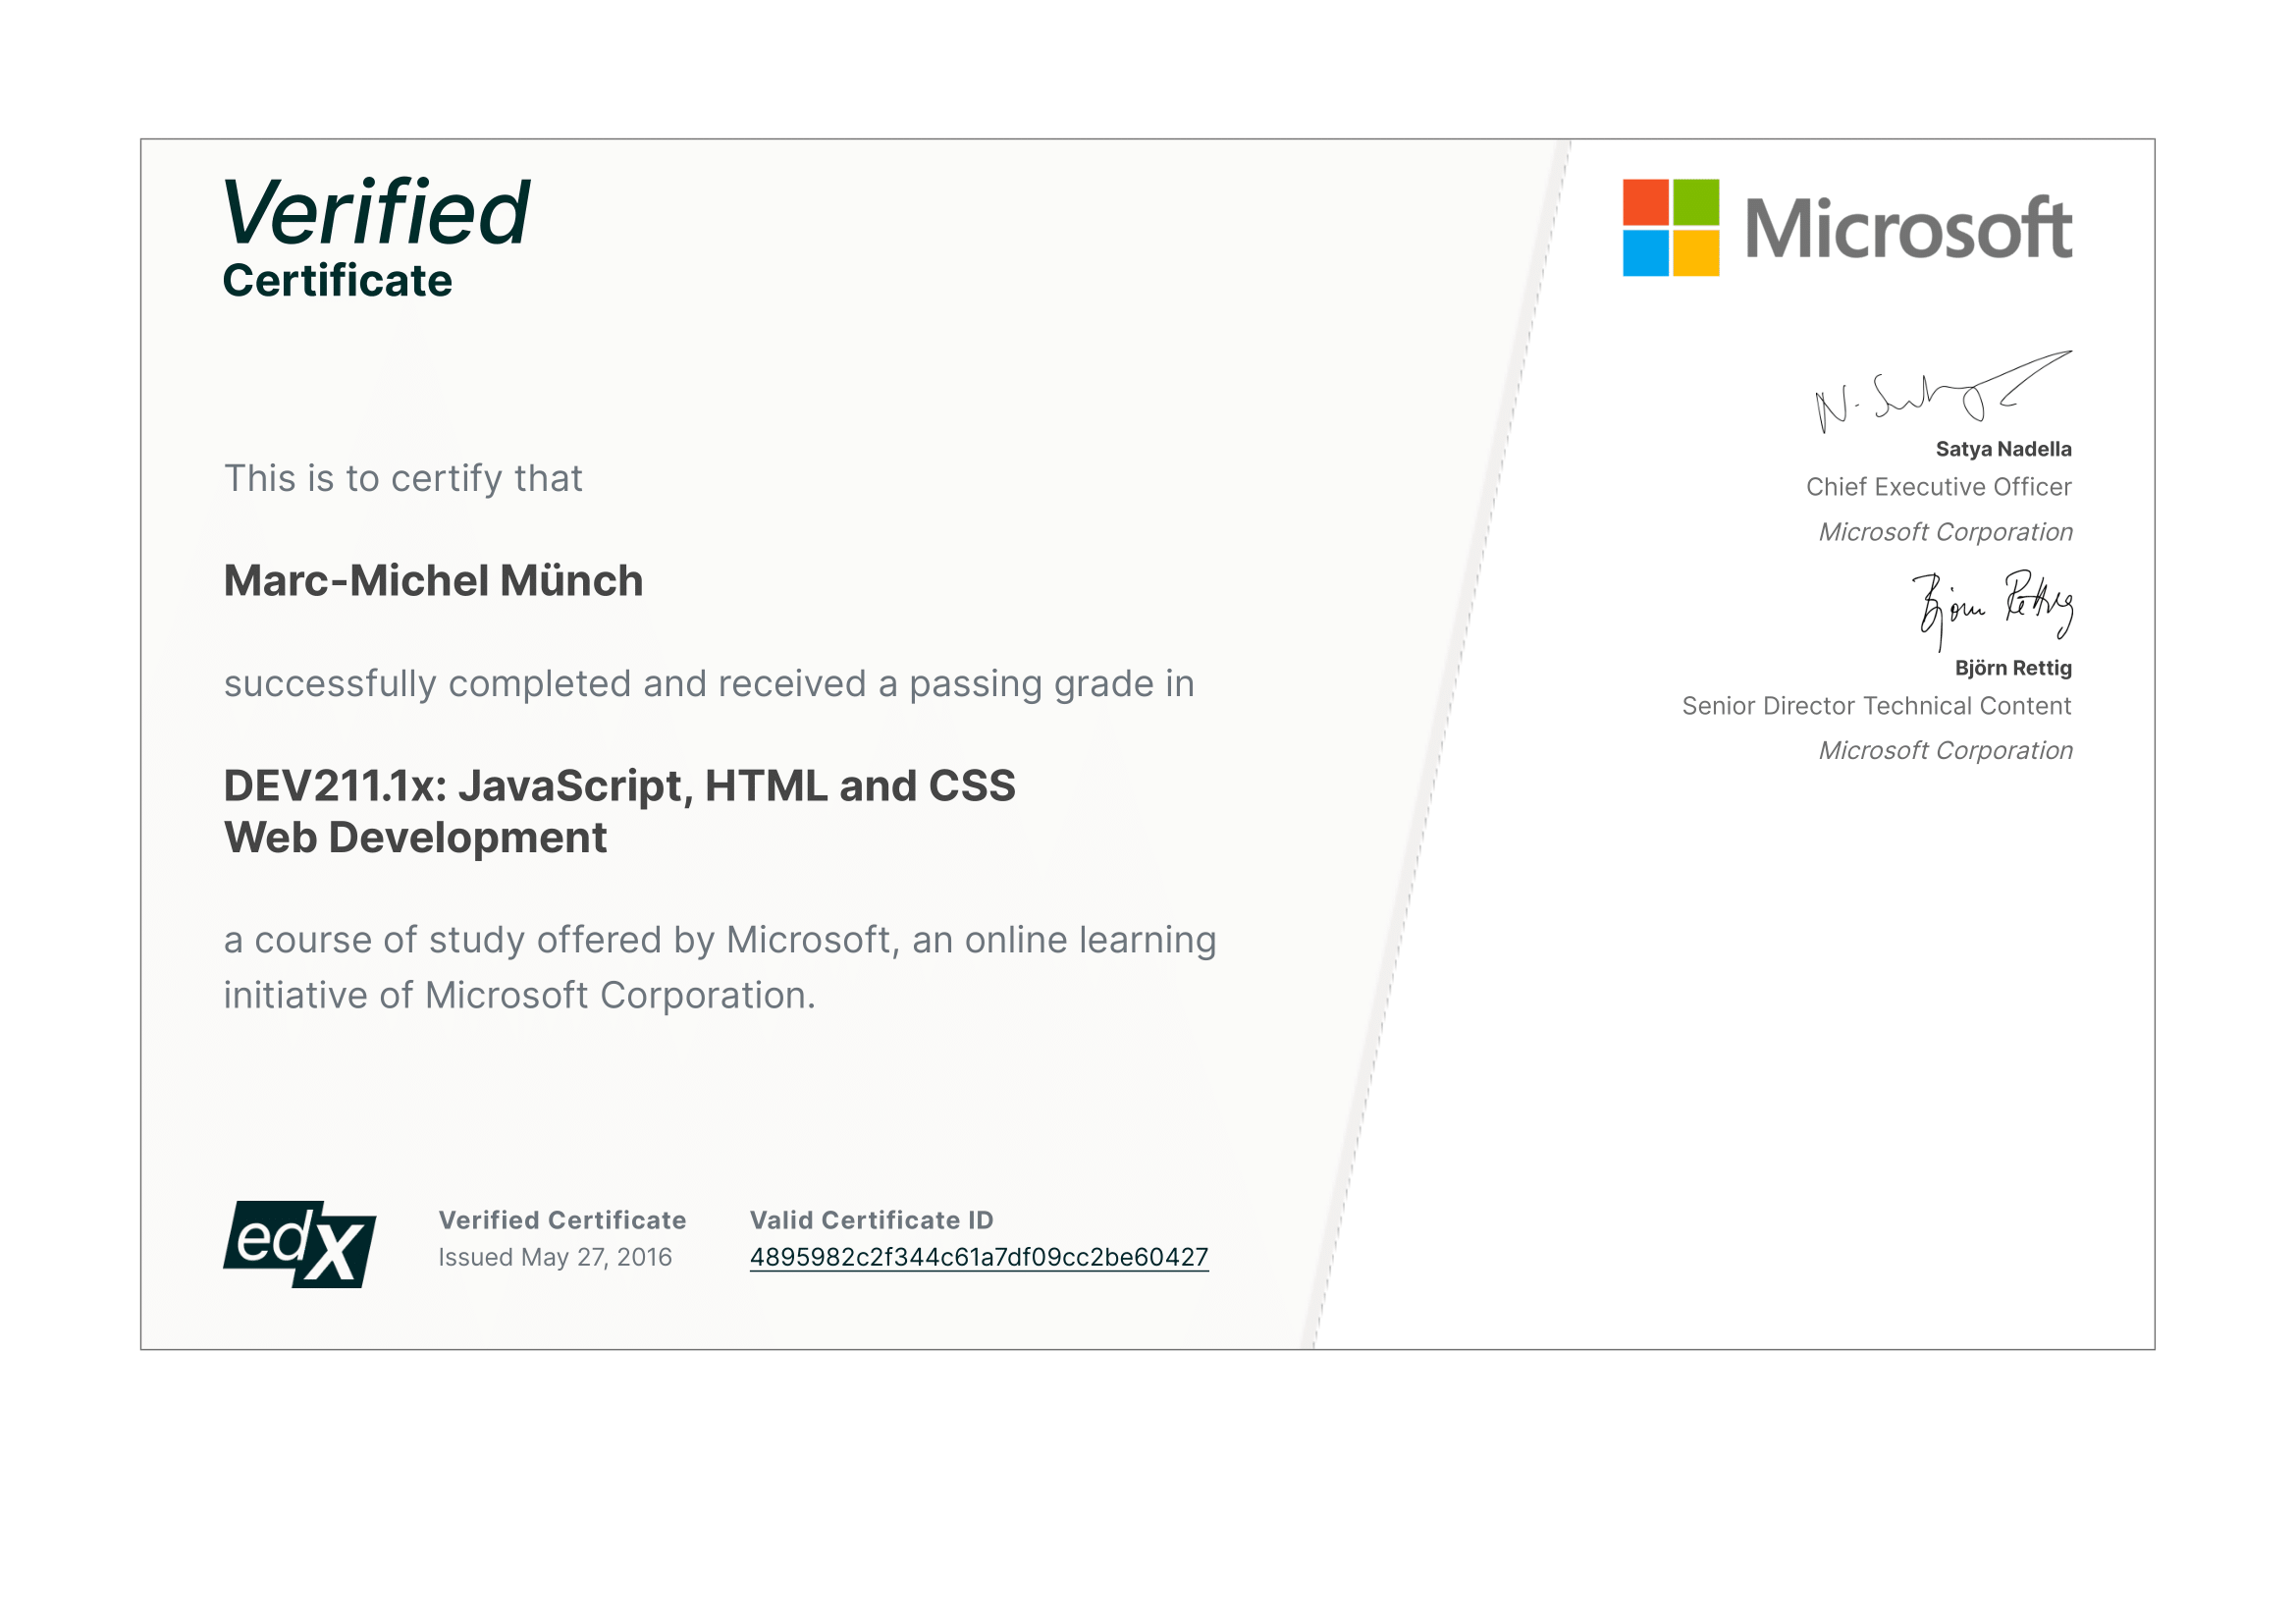 Verified
Certificate
This is to certify that
Marc-Michel Münch
successfully completed and received a passing grade in
DEV211.1x: JavaScript, HTML and CSS
Web Development
a course of study offered by Microsoft, an online learning
initiative of Microsoft Corporation.
edX
Verified Certificate
Issued May 27, 2016
Valid Certificate ID
4895982c2f344c61a7df09cc2be60427
Microsoft
N. Satya
Satya Nadella
Chief Executive Officer
Microsoft Corporation
Björn Rettig
Björn Rettig
Senior Director Technical Content
Microsoft Corporation